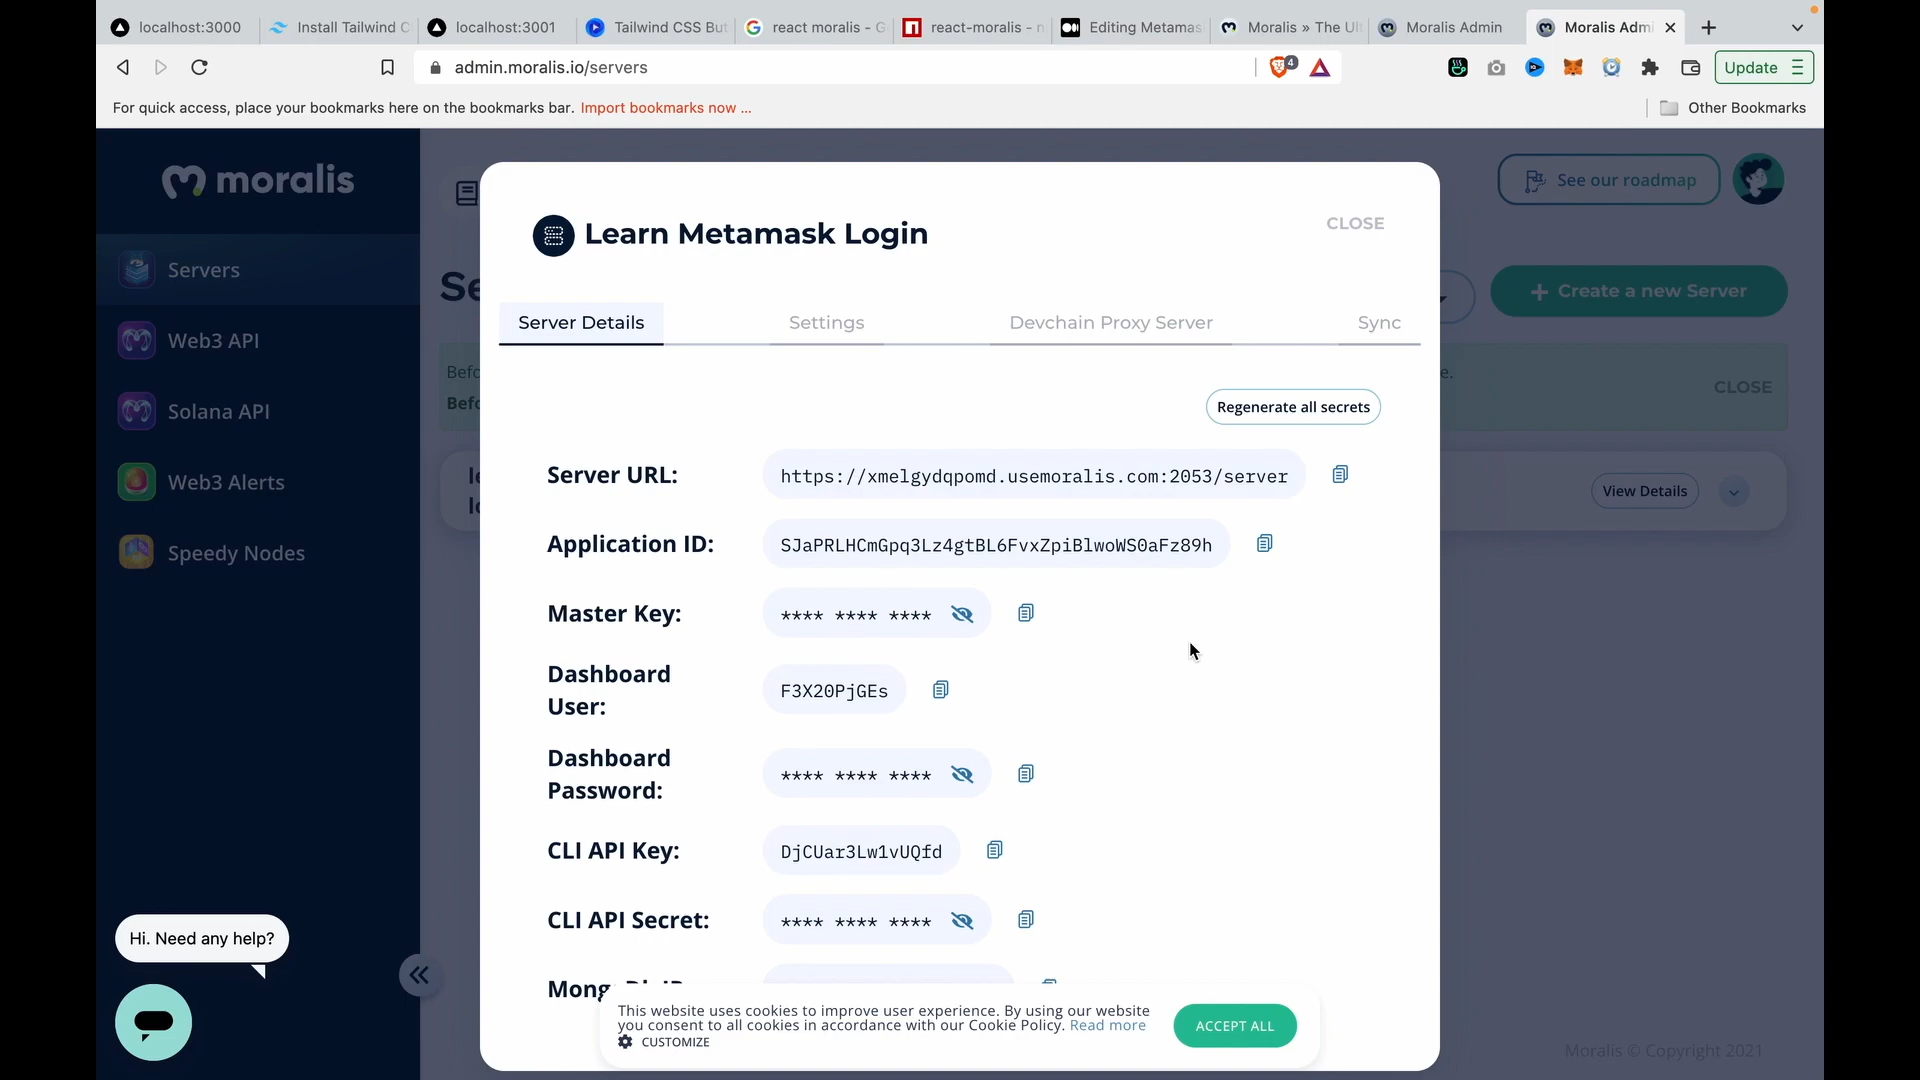 localhost:3000
Install Tailwind C
localhost:3001
Tailwind CSS But
react moralis - G
react-moralis - n
Editing Metamas
Moralis » The Ult
Moralis Admin
Moralis Adm
admin.moralis.io/servers
4
Update
For quick access, place your bookmarks here on the bookmarks bar. Import bookmarks now ...
Other Bookmarks
moralis
Servers
Web3 API
Solana API
Web3 Alerts
Speedy Nodes
Hi. Need any help?
See our roadmap
Se
Create a new Server
Befo
Befo
e.
CLOSE
View Details
Learn Metamask Login
CLOSE
Server Details
Settings
Devchain Proxy Server
Sync
Regenerate all secrets
Server URL:
https://xmelgydqpomd.usemoralis.com:2053/server
Application ID:
SJaPRLHCmGpq3Lz4gtBL6FvxZpiBlwoWS0aFz89h
Master Key:
**** **** ****
Dashboard
User:
F3X20PjGEs
Dashboard
Password:
**** **** ****
CLI API Key:
DjCUar3Lw1vUQfd
CLI API Secret:
**** **** ****
This website uses cookies to improve user experience. By using our website
you consent to all cookies in accordance with our Cookie Policy. Read more
CUSTOMIZE
ACCEPT ALL
Moralis © Copyright 2021